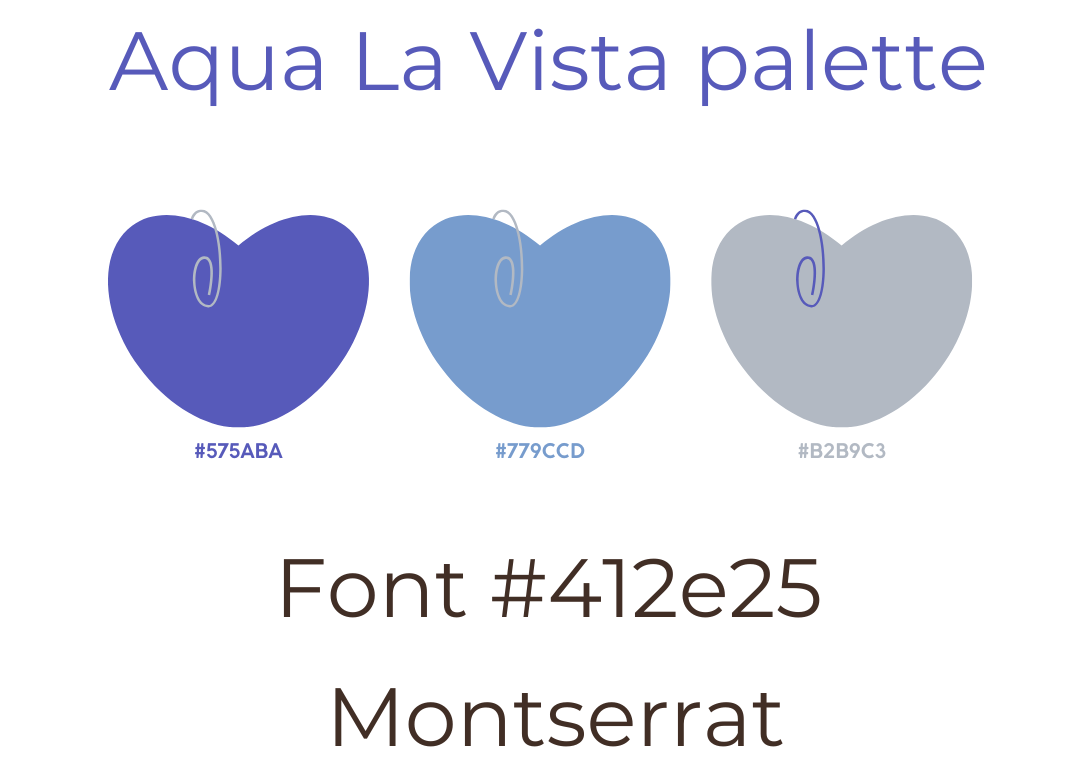 Aqua La Vista palette
#575ABA
#779CCD
#B2B9C3
Font #412e25
Montserrat